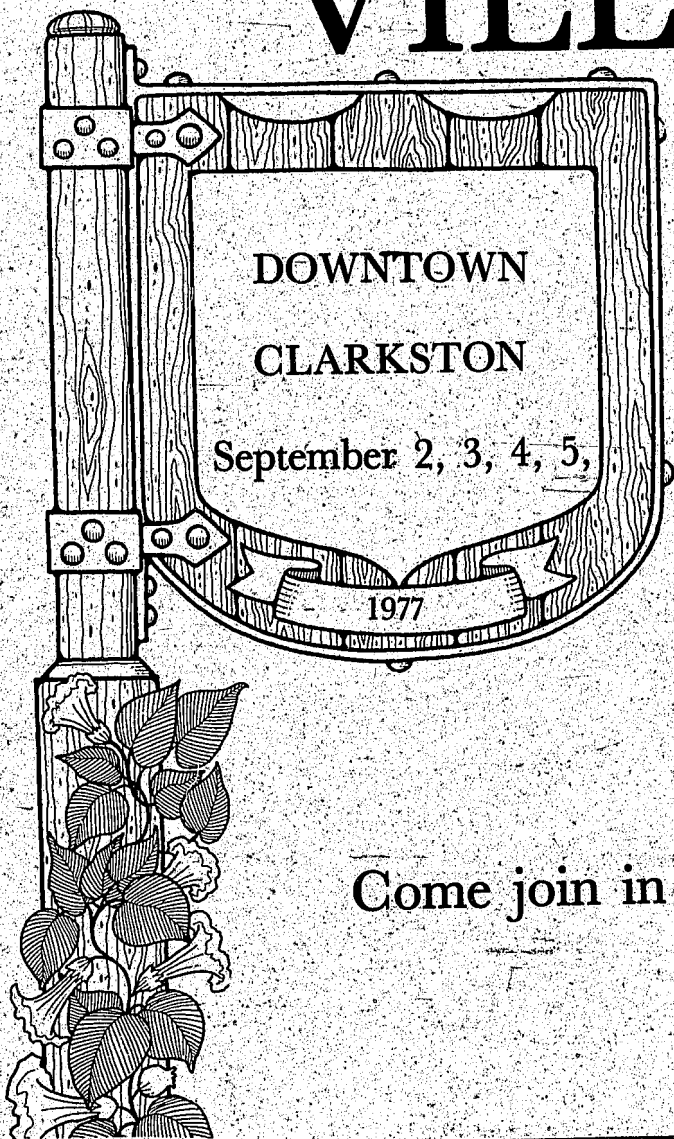 VILL
DOWNTOWN
CLARKSTON
September 2, 3, 4, 5,
1977
Come join in